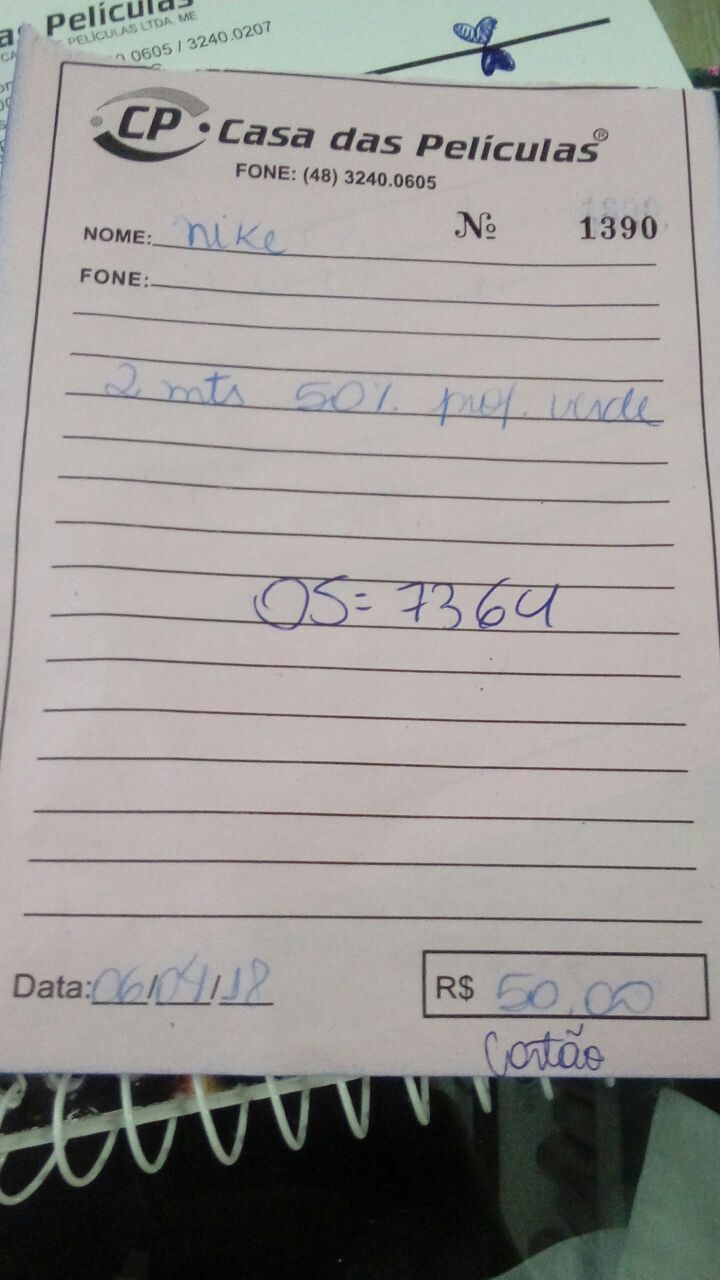 as Películas
PELÍCULAS LTDA. ME
0605 / 3240.0207
CP Casa das Películas®
FONE: (48) 3240.0605
NOME: nike Nº 1390
FONE:
2 mts 50% prof. verde
OS= 7364
Data: 06/04/18 R$ 50,00
Cartão